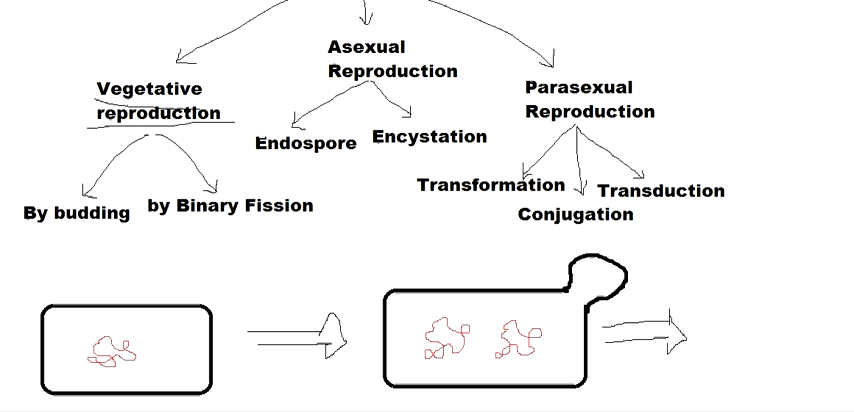 Asexual
Reproduction
Vegetative
reproduction
Parasexual
Reproduction
Endospore
Encystation
By budding
by Binary Fission
Transformation
Transduction
Conjugation